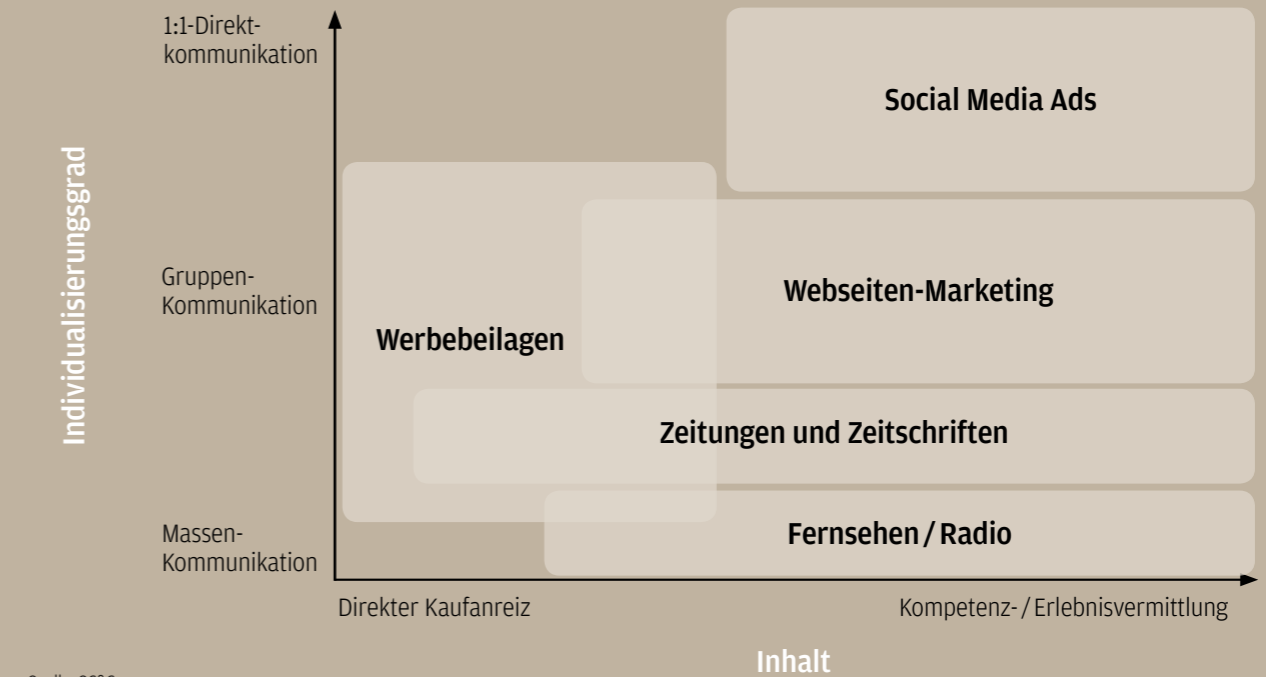 1:1-Direkt-
kommunikation
Social Media Ads
Individualisierungsgrad
Gruppen-
Kommunikation
Webseiten-Marketing
Werbebeilagen
Zeitungen und Zeitschriften
Massen-
Kommunikation
Fernsehen / Radio
Direkter Kaufanreiz
Kompetenz- / Erlebnisvermittlung
Inhalt